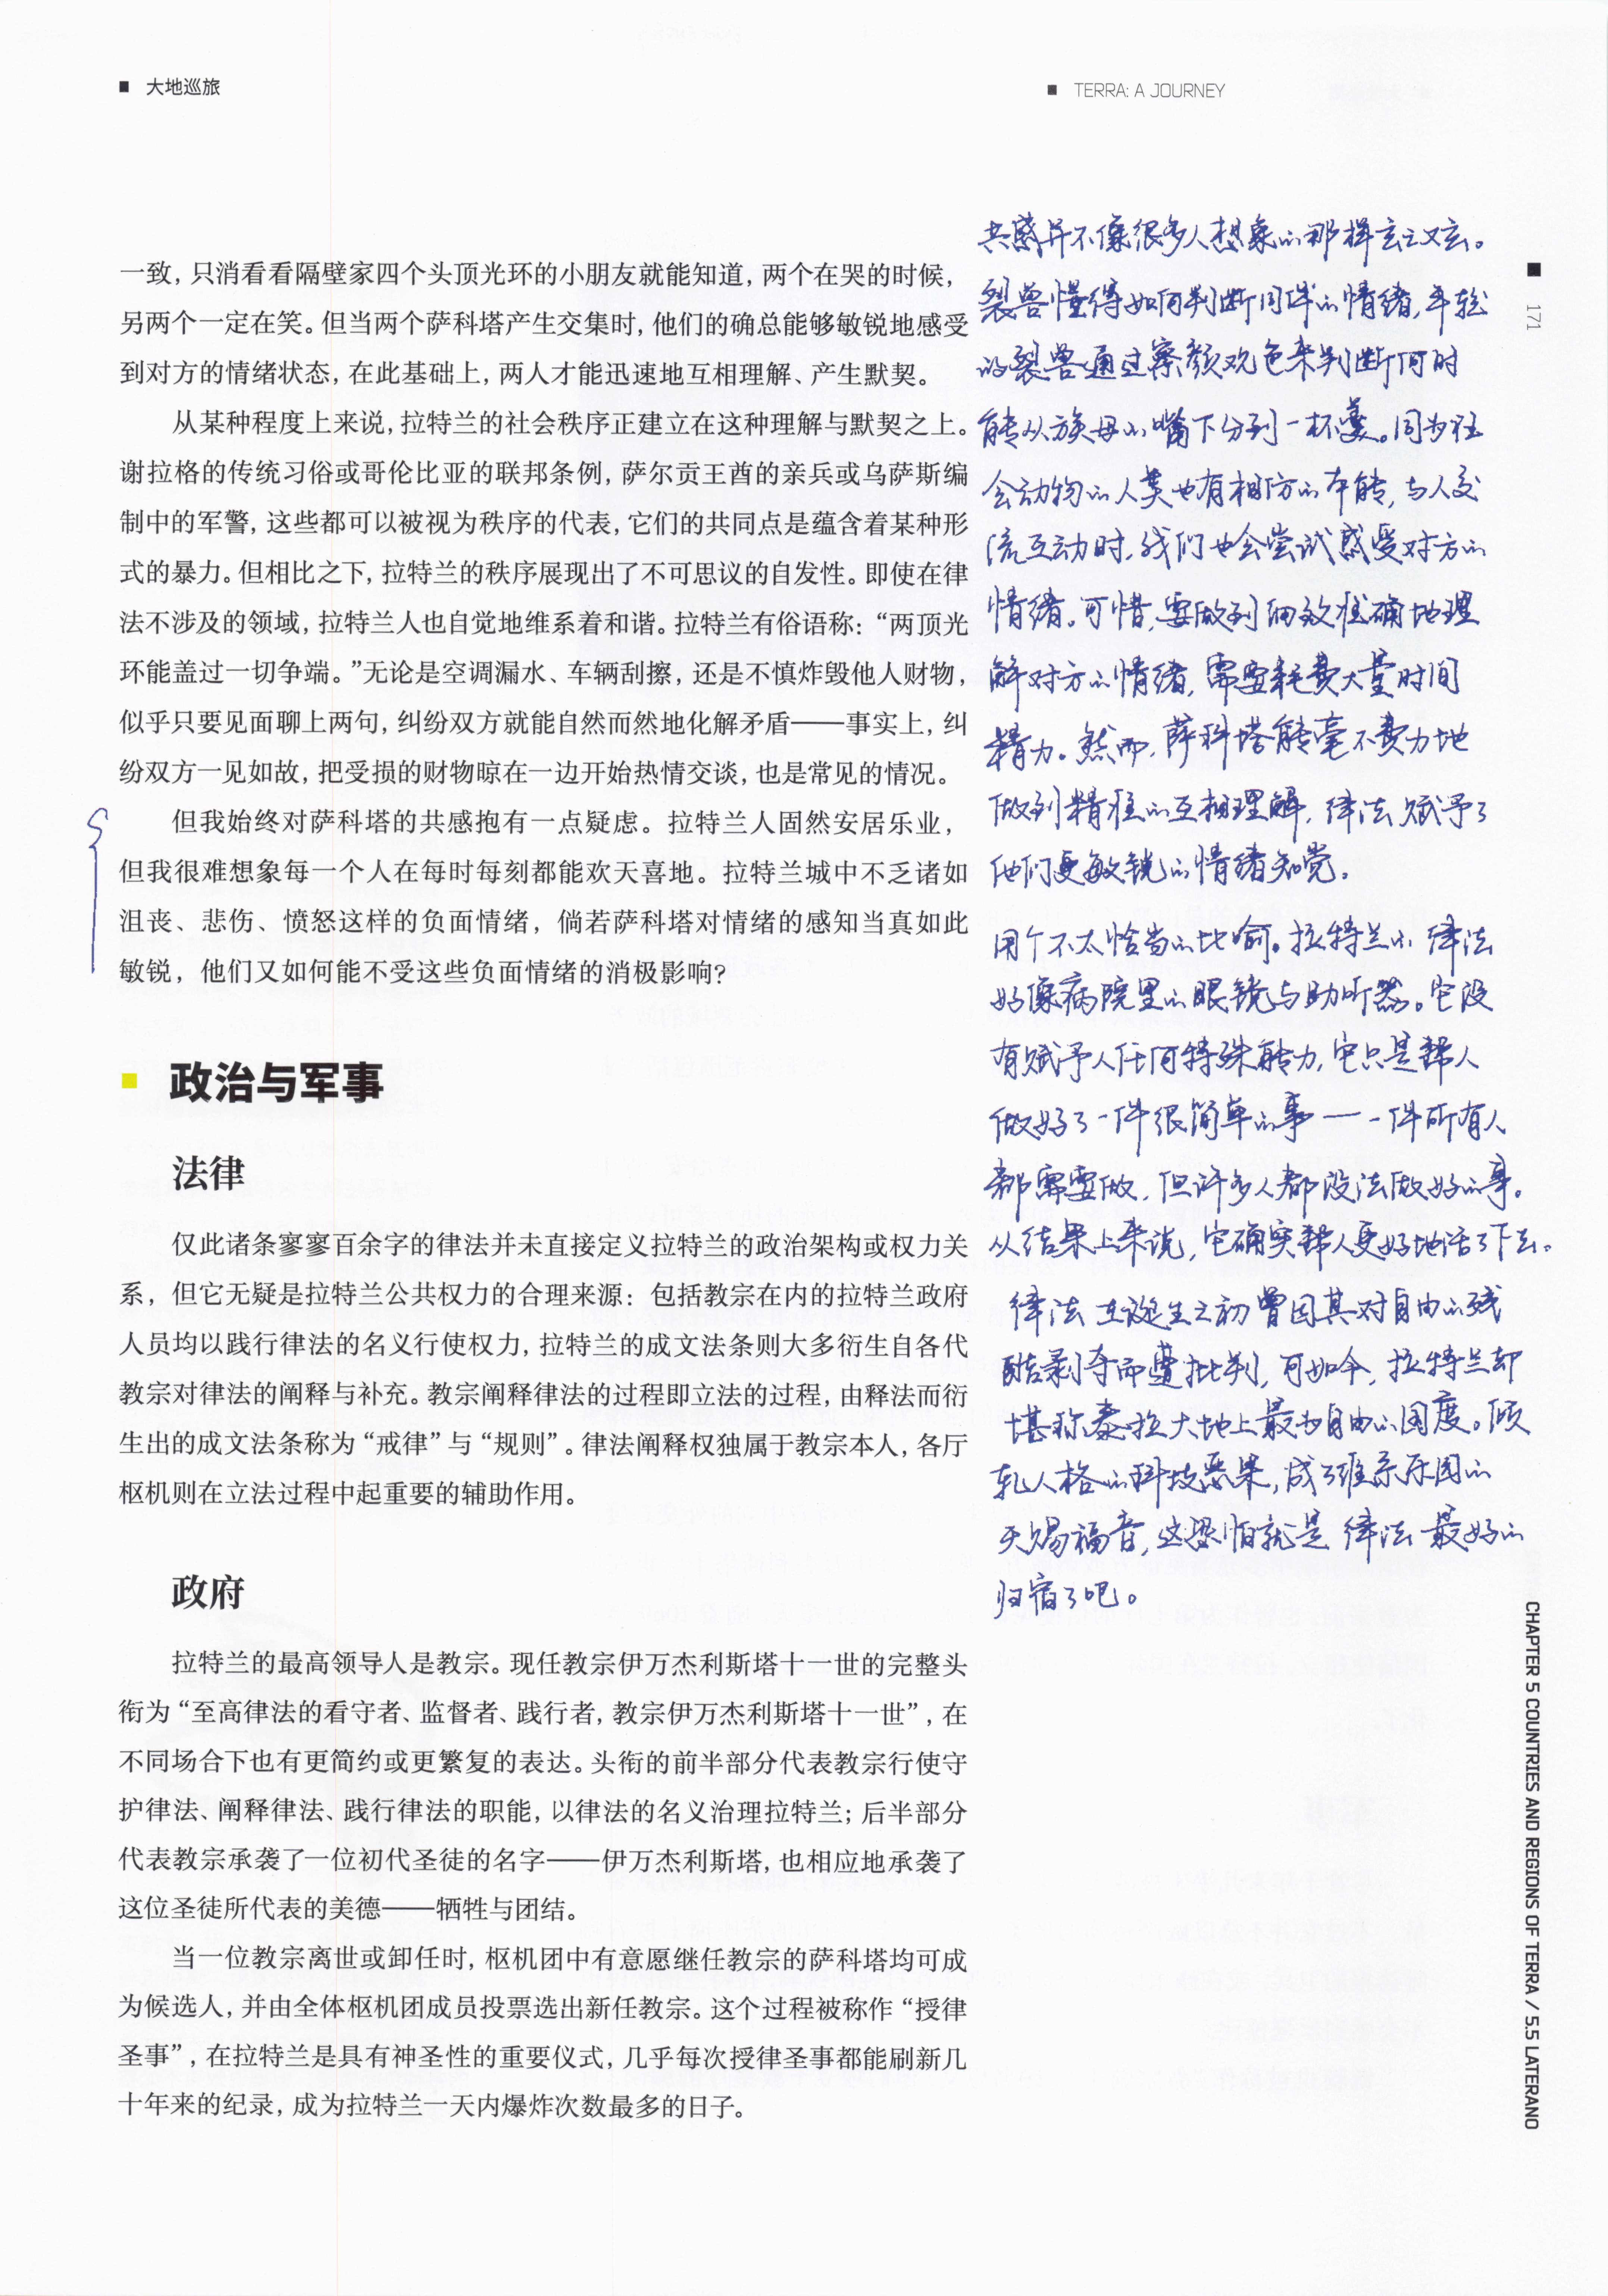 大地巡旅
TERRA: A JOURNEY
171
一致，只消看看隔壁家四个头顶光环的小朋友就能知道，两个在哭的时候，
另两个一定在笑。但当两个萨科塔产生交集时，他们的确总能够敏锐地感受
到对方的情绪状态，在此基础上，两人才能迅速地互相理解、产生默契。
从某种程度上来说，拉特兰的社会秩序正建立在这种理解与默契之上。
谢拉格的传统习俗或哥伦比亚的联邦条例，萨尔贡王酋的亲兵或乌萨斯编
制中的军警，这些都可以被视为秩序的代表，它们的共同点是蕴含着某种形
式的暴力。但相比之下，拉特兰的秩序展现出了不可思议的自发性。即使在律
法不涉及的领域，拉特兰人也自觉地维系着和谐。拉特兰有俗语称：“两顶光
环能盖过一切争端。”无论是空调漏水、车辆刮擦，还是不慎炸毁他人财物，
似乎只要见面聊上两句，纠纷双方就能自然而然地化解矛盾——事实上，纠
纷双方一见如故，把受损的财物晾在一边开始热情交谈，也是常见的情况。
但我始终对萨科塔的共感抱有一点疑虑。拉特兰人固然安居乐业，
但我很难想象每一个人在每时每刻都能欢天喜地。拉特兰城中不乏诸如
沮丧、悲伤、愤怒这样的负面情绪，倘若萨科塔对情绪的感知当真如此
敏锐，他们又如何能不受这些负面情绪的消极影响？
政治与军事
法律
仅此诸条寥寥百余字的律法并未直接定义拉特兰的政治架构或权力关
系，但它无疑是拉特兰公共权力的合理来源：包括教宗在内的拉特兰政府
人员均以践行律法的名义行使权力，拉特兰的成文法条则大多衍生自各代
教宗对律法的阐释与补充。教宗阐释律法的过程即立法的过程，由释法而衍
生出的成文法条称为“戒律”与“规则”。律法阐释权独属于教宗本人，各厅
枢机则在立法过程中起重要的辅助作用。
政府
拉特兰的最高领导人是教宗。现任教宗伊万杰利斯塔十一世的完整头
衔为“至高律法的看守者、监督者、践行者，教宗伊万杰利斯塔十一世”，在
不同场合下也有更简约或更繁复的表达。头衔的前半部分代表教宗行使守
护律法、阐释律法、践行律法的职能，以律法的名义治理拉特兰；后半部分
代表教宗承袭了一位初代圣徒的名字——伊万杰利斯塔，也相应地承袭了
这位圣徒所代表的美德——牺牲与团结。
当一位教宗离世或卸任时，枢机团中有意愿继任教宗的萨科塔均可成
为候选人，并由全体枢机团成员投票选出新任教宗。这个过程被称作“授律
圣事”，在拉特兰是具有神圣性的重要仪式，几乎每次授律圣事都能刷新几
十年来的纪录，成为拉特兰一天内爆炸次数最多的日子。
共感并不像很多人想象的那样玄之又玄。
裂兽懂得如何判断同伴的情绪，年轻
的裂兽通过察颜观色来判断何时
能从族母的嘴下分到一杯羹。同为社
会动物的人类也有相仿的本能，与人交
流互动时，我们也会尝试感受对方的
情绪。可惜，要做到细致准确地理
解对方的情绪，需要耗费大量时间
精力。然而，萨科塔能毫不费力地
做到精准的互相理解，律法赋予了
他们更敏锐的情绪知觉。
用个不太恰当的比喻。拉特兰的律法
好像病院里的眼镜与助听器。它没
有赋予人任何特殊能力，它只是帮人
做好了一件很简单的事——一件所有人
都需要做，但许多人都没法做好的事。
从结果上来说，它确实帮人更好地活了下去。
律法在诞生之初曾因其对自由的残
酷剥夺而遭批判，可如今，拉特兰却
堪称泰拉大地上最为自由的国度。倾
轧人格的科技恶果，成了维系乐园的
天赐福音，这恐怕就是律法最好的
归宿了吧。
CHAPTER 5 COUNTRIES AND REGIONS OF TERRA / 5.5 LATERANO